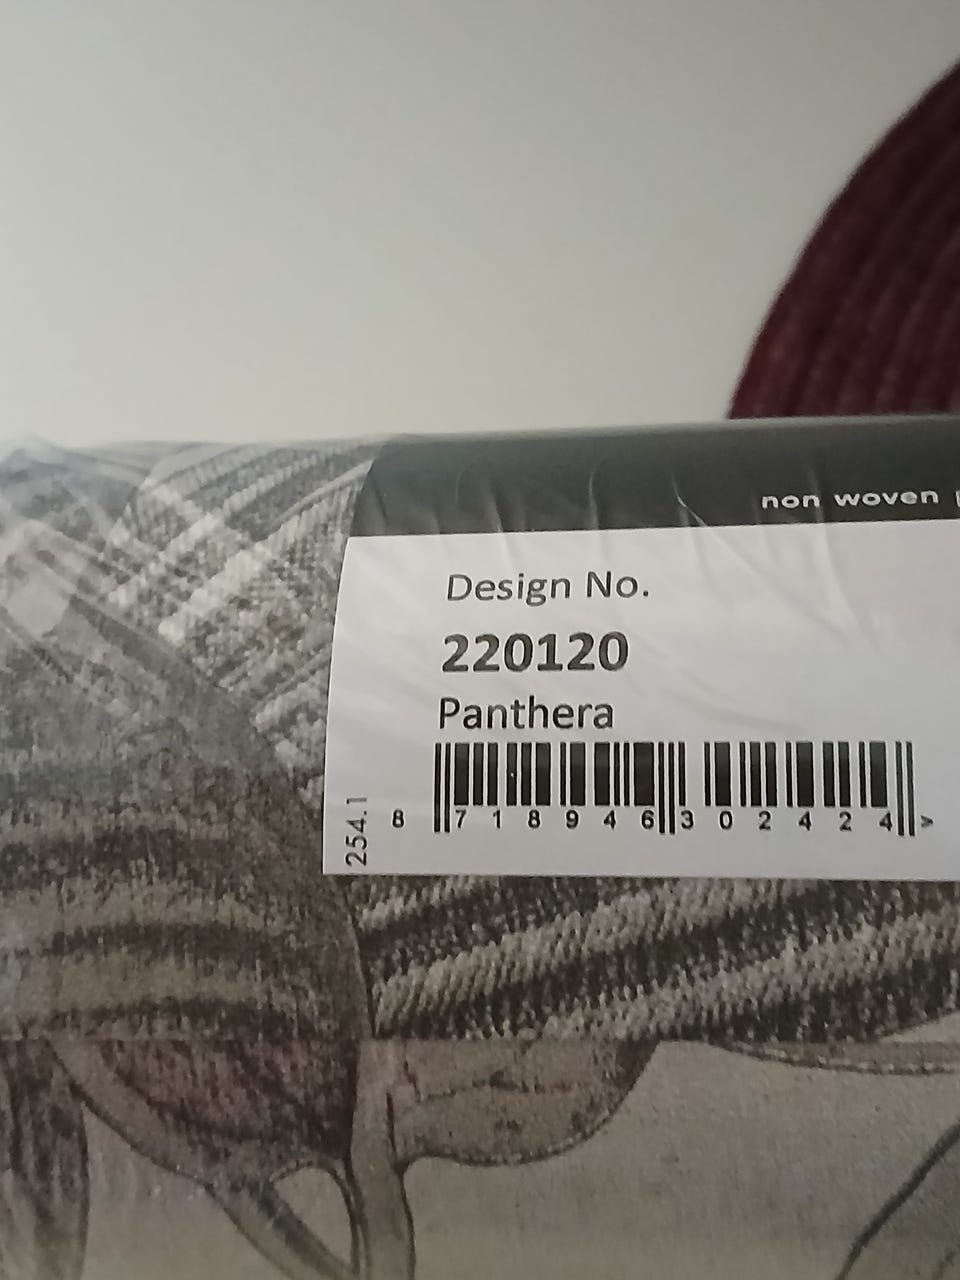 non woven
Design No.
220120
Panthera
254.1
8 718946 302424 >